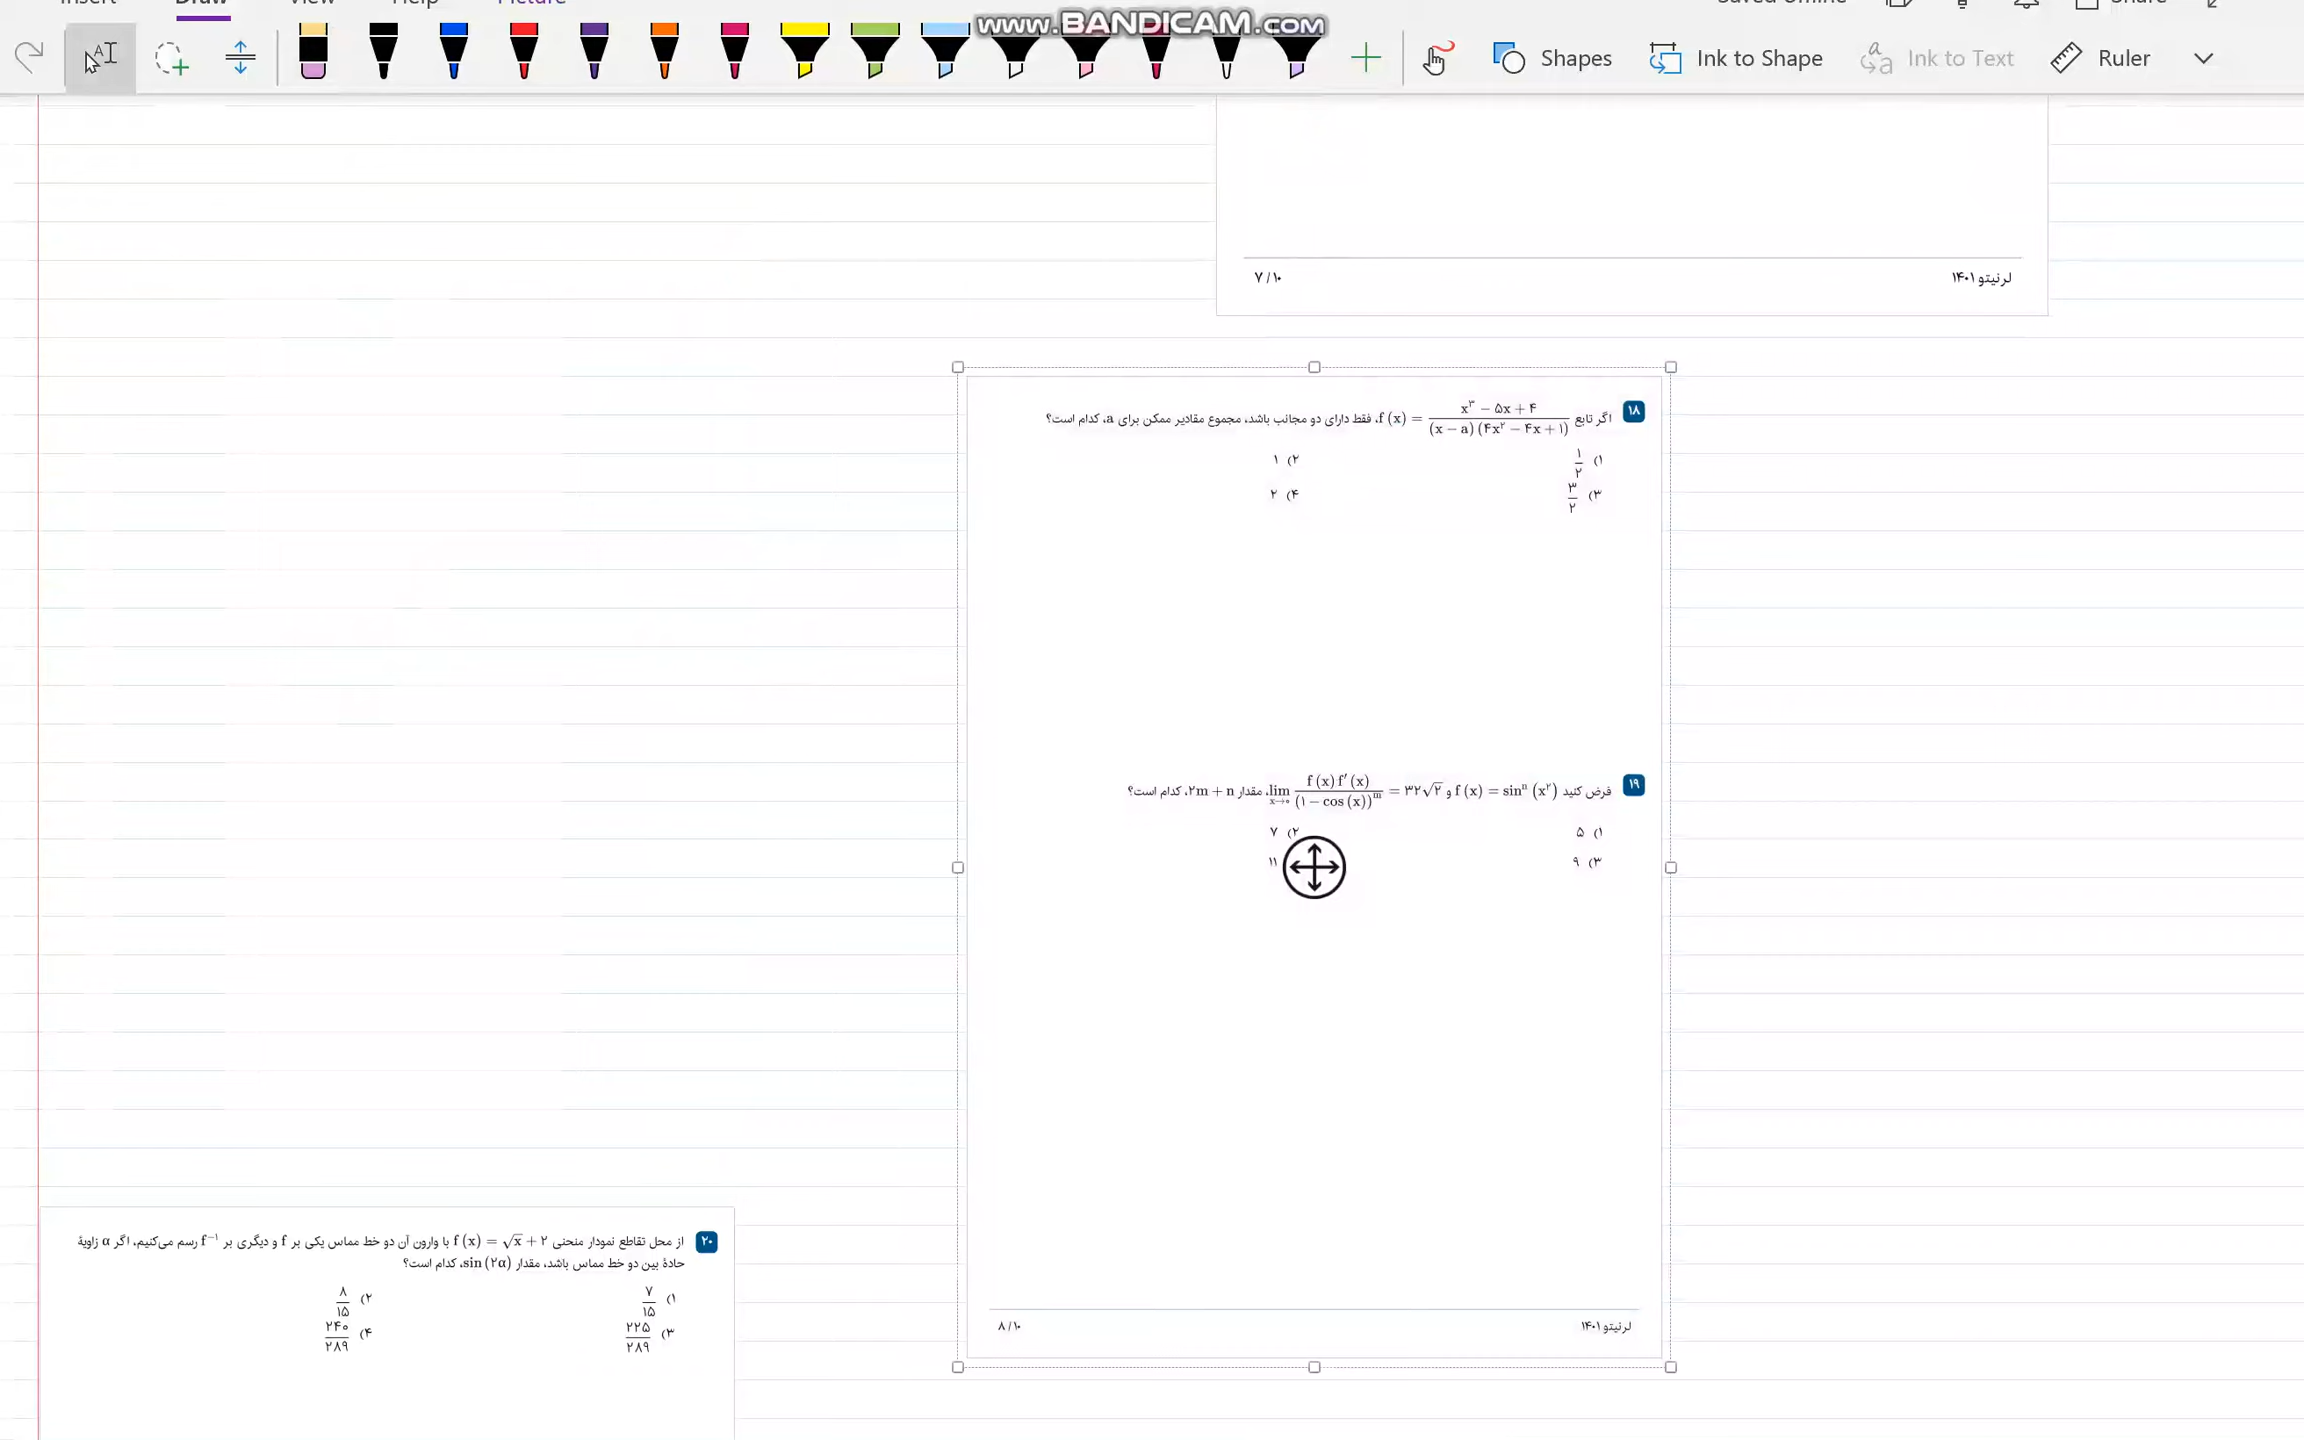 Insert Draw View Help Picture Saved Online Share
www.BANDICAM.com
Shapes Ink to Shape Ink to Text Ruler
۷/۱۰ لرنیتو ۱۴۰۱
۱۸ اگر تابع f (x) = (x³ − ۵x + ۴) / ((x − a) (۴x² − ۴x + ۱))، فقط دارای دو مجانب باشد، مجموع مقادیر ممکن برای a، کدام است؟
۱) ۱/۲ ۲) ۱
۳) ۳/۲ ۴) ۲
۱۹ فرض کنید f (x) = sinⁿ (x²) و lim x→۰ f (x) f′ (x) / (۱ − cos (x))ᵐ = ۳۲√۲، مقدار ۲m + n، کدام است؟
۱) ۵ ۲) ۷
۳) ۹ ۱۱
۸/۱۰ لرنیتو ۱۴۰۱
۲۰ از محل تقاطع نمودار منحنی f (x) = √x + ۲ با وارون آن دو خط مماس یکی بر f و دیگری بر f⁻¹ رسم می‌کنیم، اگر α زاویهٔ
حادهٔ بین دو خط مماس باشد، مقدار sin (۲α)، کدام است؟
۱) ۷/۱۵ ۲) ۸/۱۵
۳) ۲۲۵/۲۸۹ ۴) ۲۴۰/۲۸۹